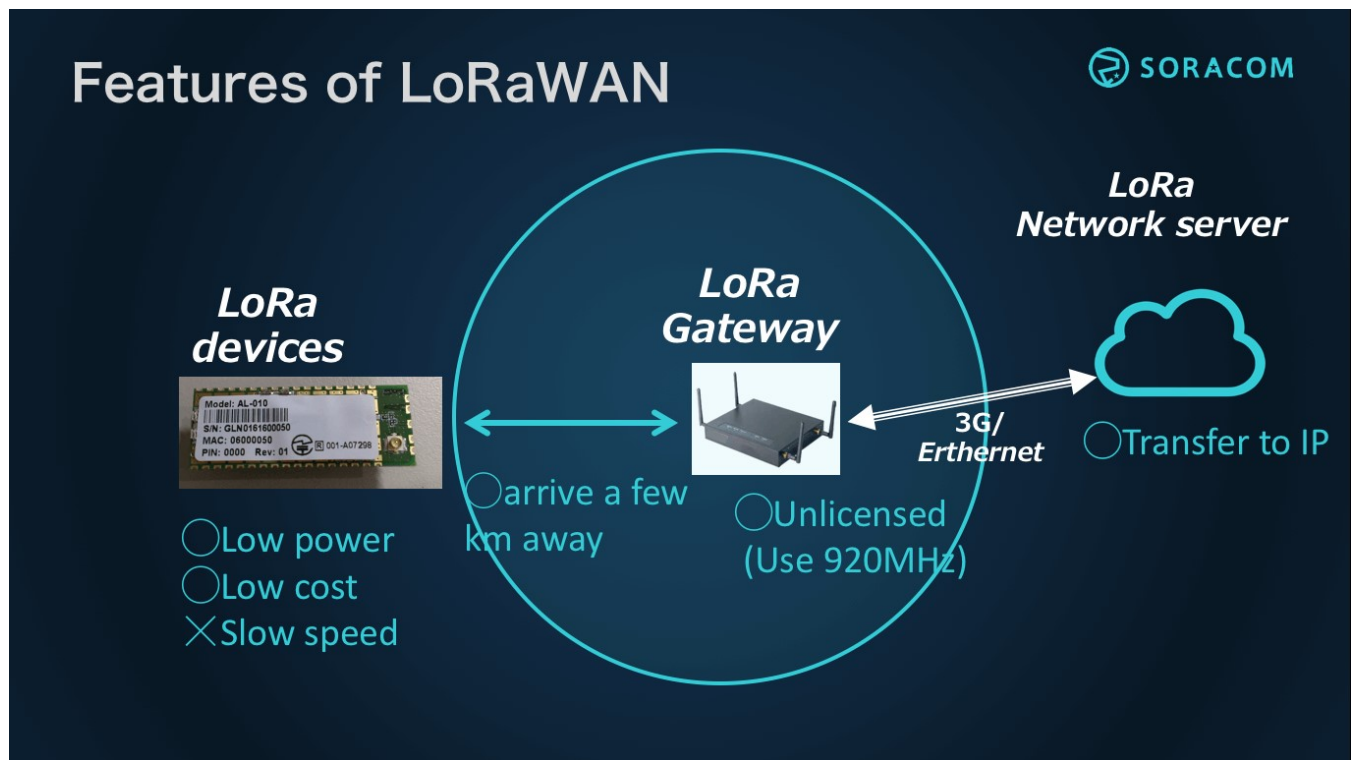 Features of LoRaWAN
SORACOM
LoRa
Network server
LoRa
Gateway
LoRa
devices
Model: AL-010
S/N: GLN0161600050
MAC: 06000050
PIN: 0000 Rev: 01
R 001-A07298
3G/
Erthernet
○Transfer to IP
○arrive a few
km away
○Unlicensed
(Use 920MHz)
○Low power
○Low cost
×Slow speed